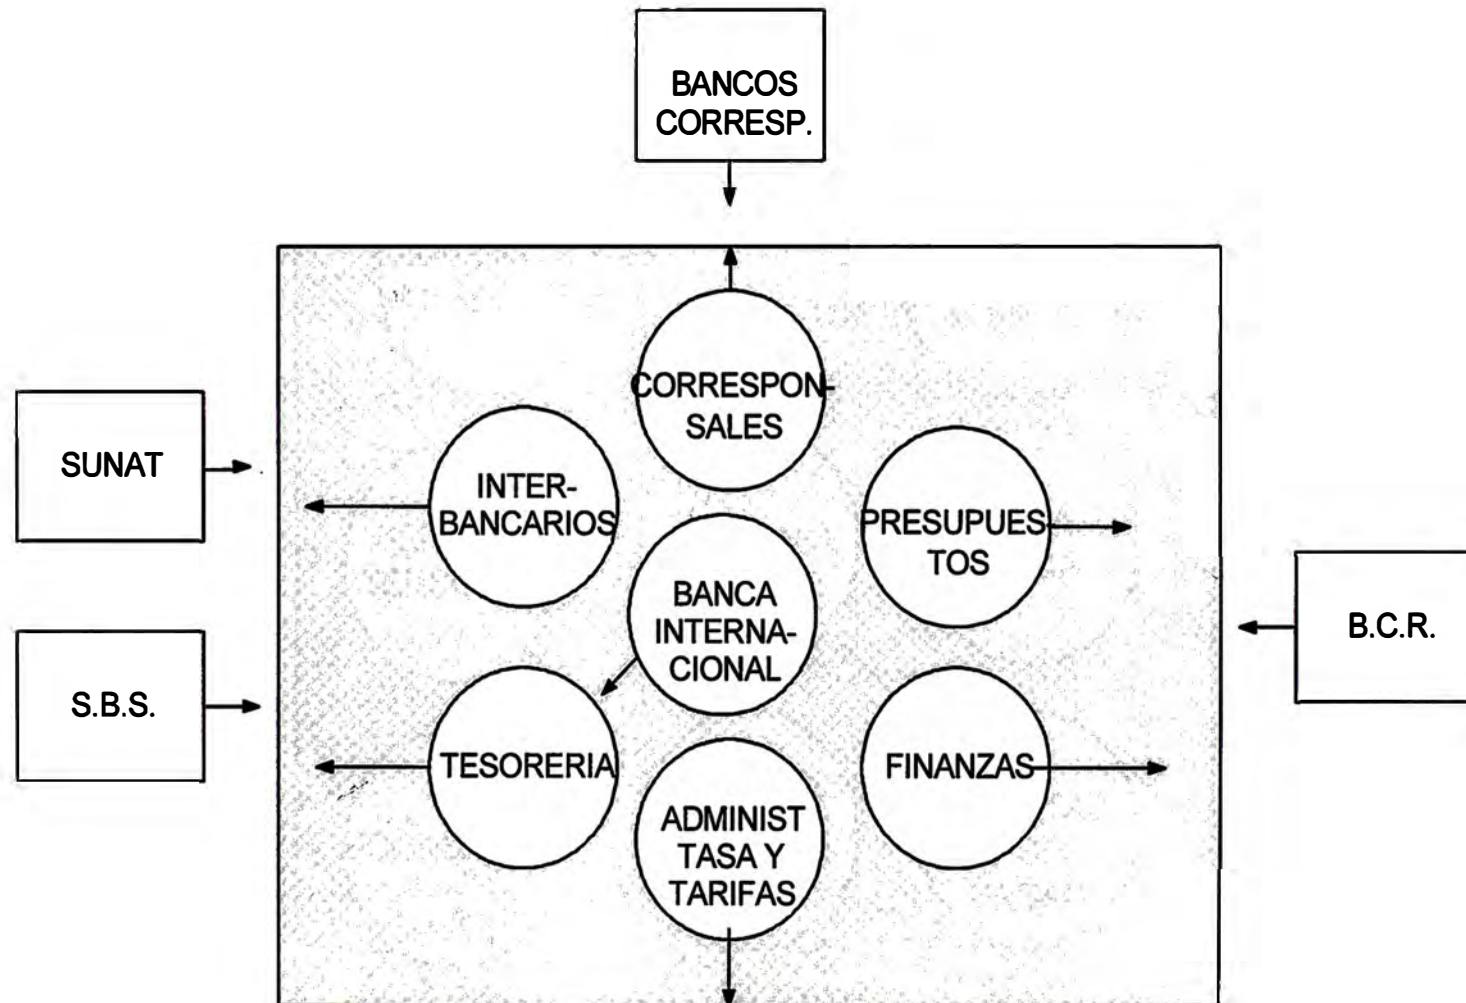 BANCOS
CORRESP.
CORRESPON-
SALES
SUNAT
INTER-
BANCARIOS
PRESUPUES
TOS
BANCA
INTERNA-
CIONAL
B.C.R.
S.B.S.
TESORERIA
FINANZAS
ADMINIST
TASA Y
TARIFAS